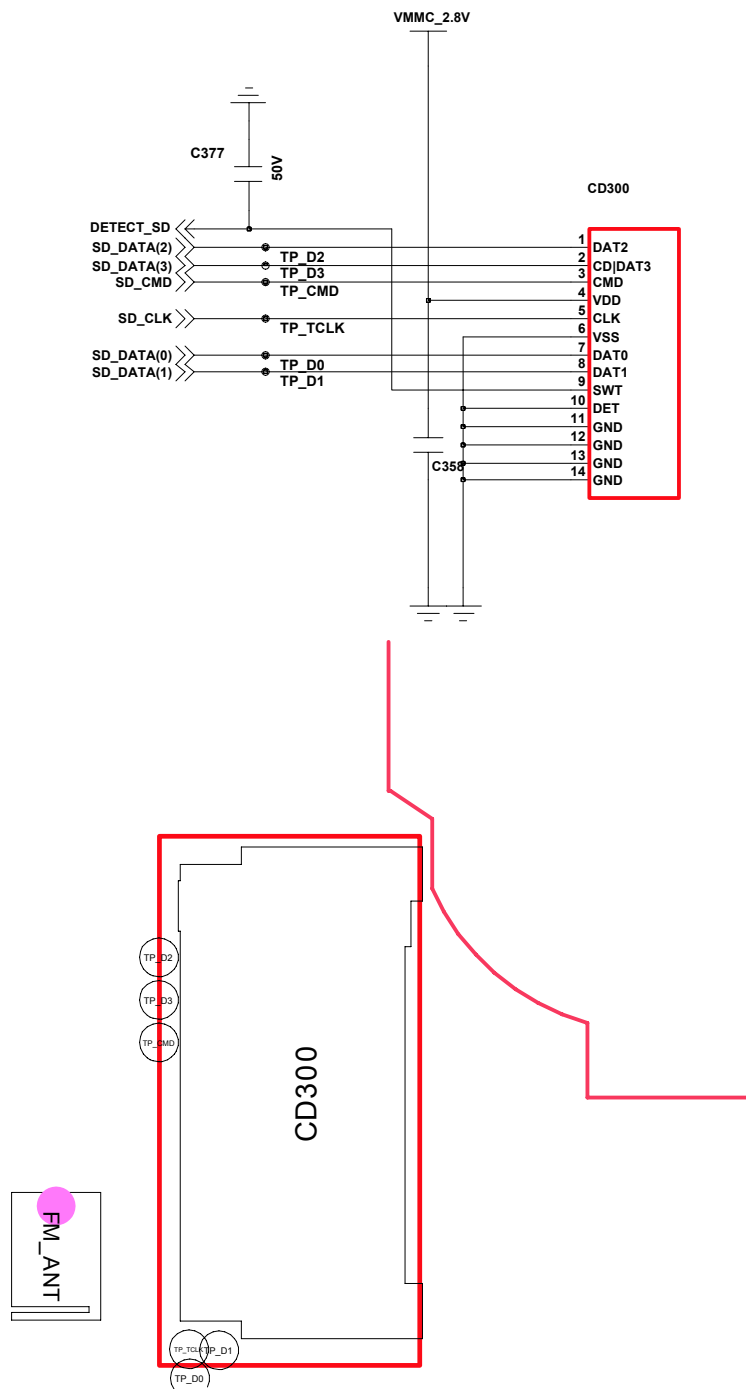 VMMC_2.8V
C377
50V
CD300
DETECT_SD
SD_DATA(2)
TP_D2
1
DAT2
SD_DATA(3)
TP_D3
2
CD|DAT3
SD_CMD
TP_CMD
3
CMD
4
VDD
SD_CLK
TP_TCLK
5
CLK
6
VSS
SD_DATA(0)
TP_D0
7
DAT0
SD_DATA(1)
TP_D1
8
DAT1
9
SWT
10
DET
11
GND
12
GND
13
GND
14
GND
C358
TP_D2
TP_D3
TP_CMD
CD300
FM_ANT
TP_TCLK
TP_D1
TP_D0